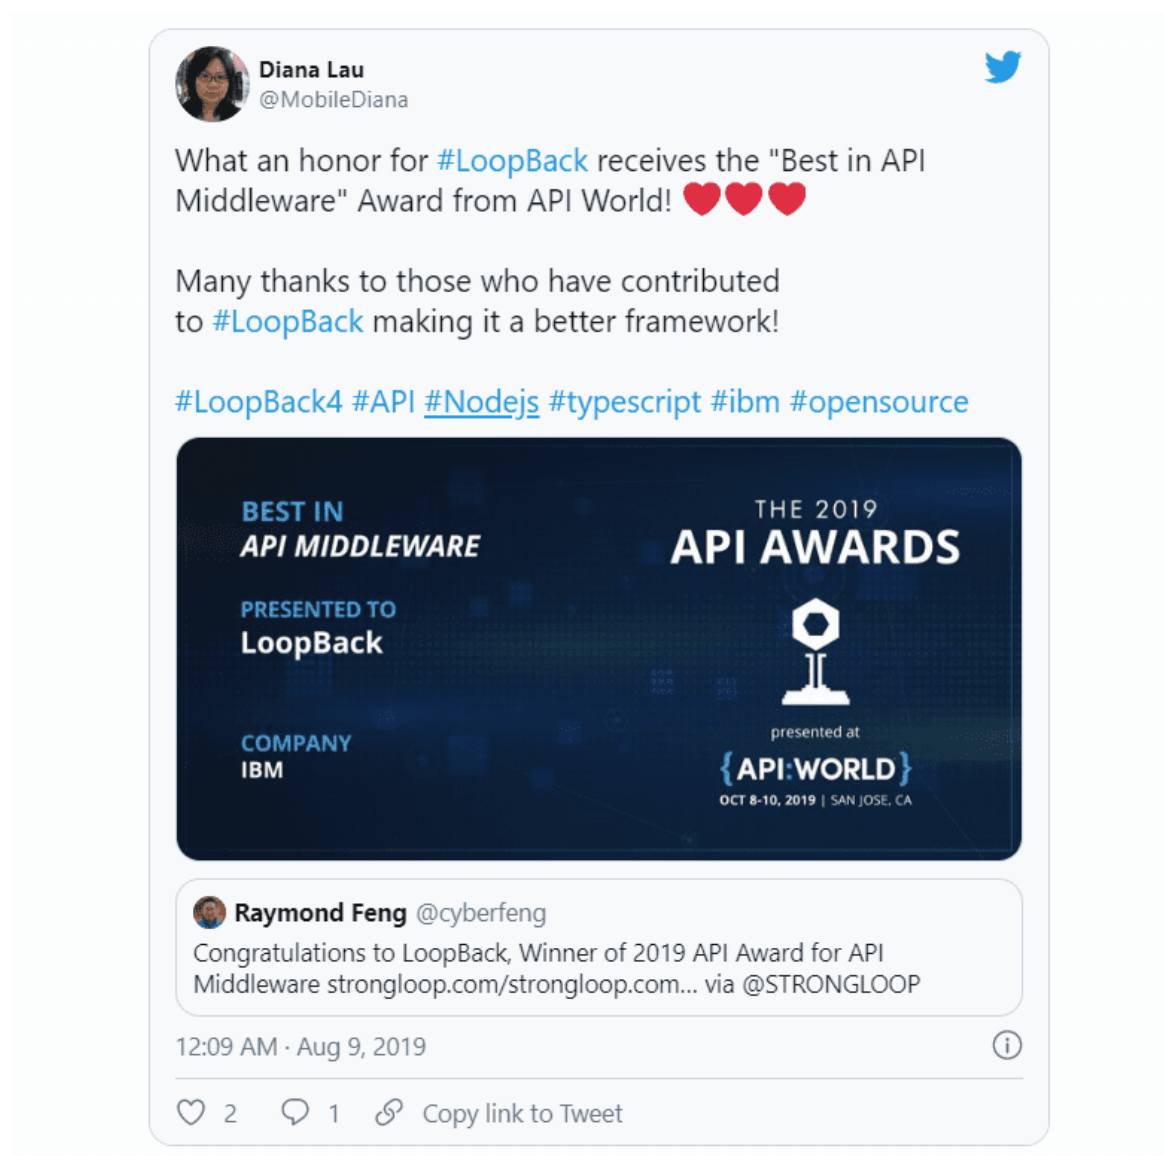 Diana Lau
@MobileDiana
What an honor for #LoopBack receives the "Best in API
Middleware" Award from API World! ❤️❤️❤️
Many thanks to those who have contributed
to #LoopBack making it a better framework!
#LoopBack4 #API #Nodejs #typescript #ibm #opensource
BEST IN
API MIDDLEWARE
PRESENTED TO
LoopBack
COMPANY
IBM
THE 2019
API AWARDS
presented at
{API:WORLD}
OCT 8-10, 2019 | SAN JOSE, CA
Raymond Feng @cyberfeng
Congratulations to LoopBack, Winner of 2019 API Award for API
Middleware strongloop.com/strongloop.com... via @STRONGLOOP
12:09 AM · Aug 9, 2019
2 1 Copy link to Tweet